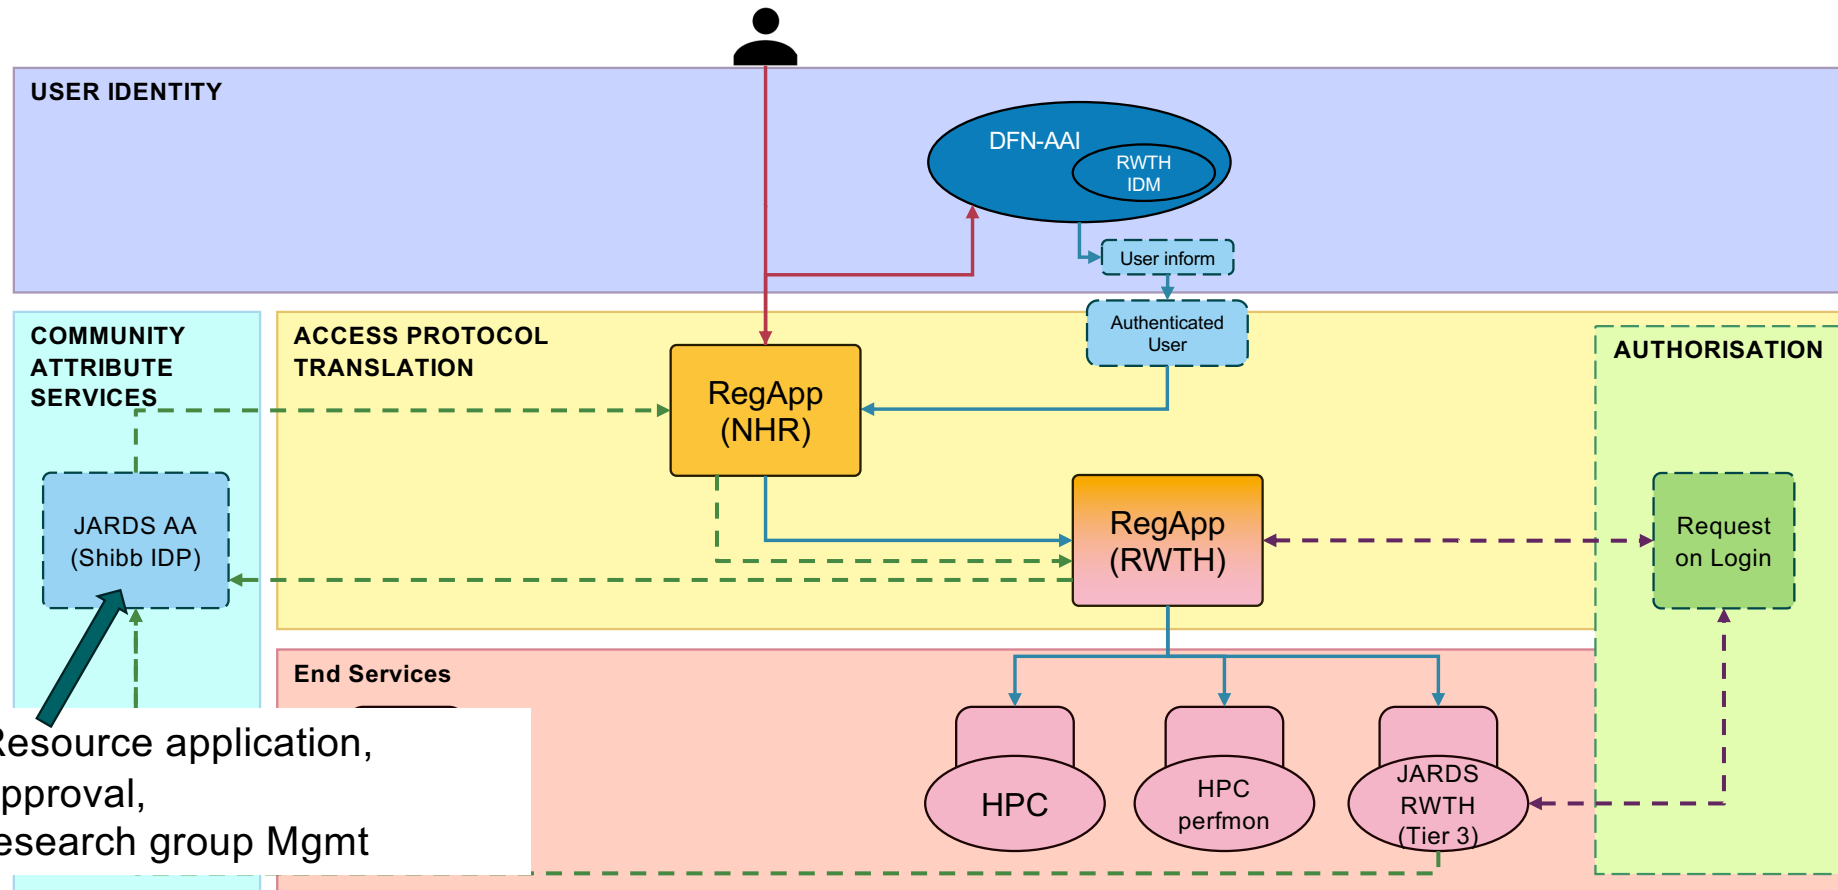 USER IDENTITY
DFN-AAI
RWTH
IDM
User inform
Authenticated
User
COMMUNITY
ATTRIBUTE
SERVICES
ACCESS PROTOCOL
TRANSLATION
AUTHORISATION
RegApp
(NHR)
JARDS AA
(Shibb IDP)
RegApp
(RWTH)
Request
on Login
End Services
Resource application,
pproval,
esearch group Mgmt
HPC
HPC
perfmon
JARDS
RWTH
(Tier 3)